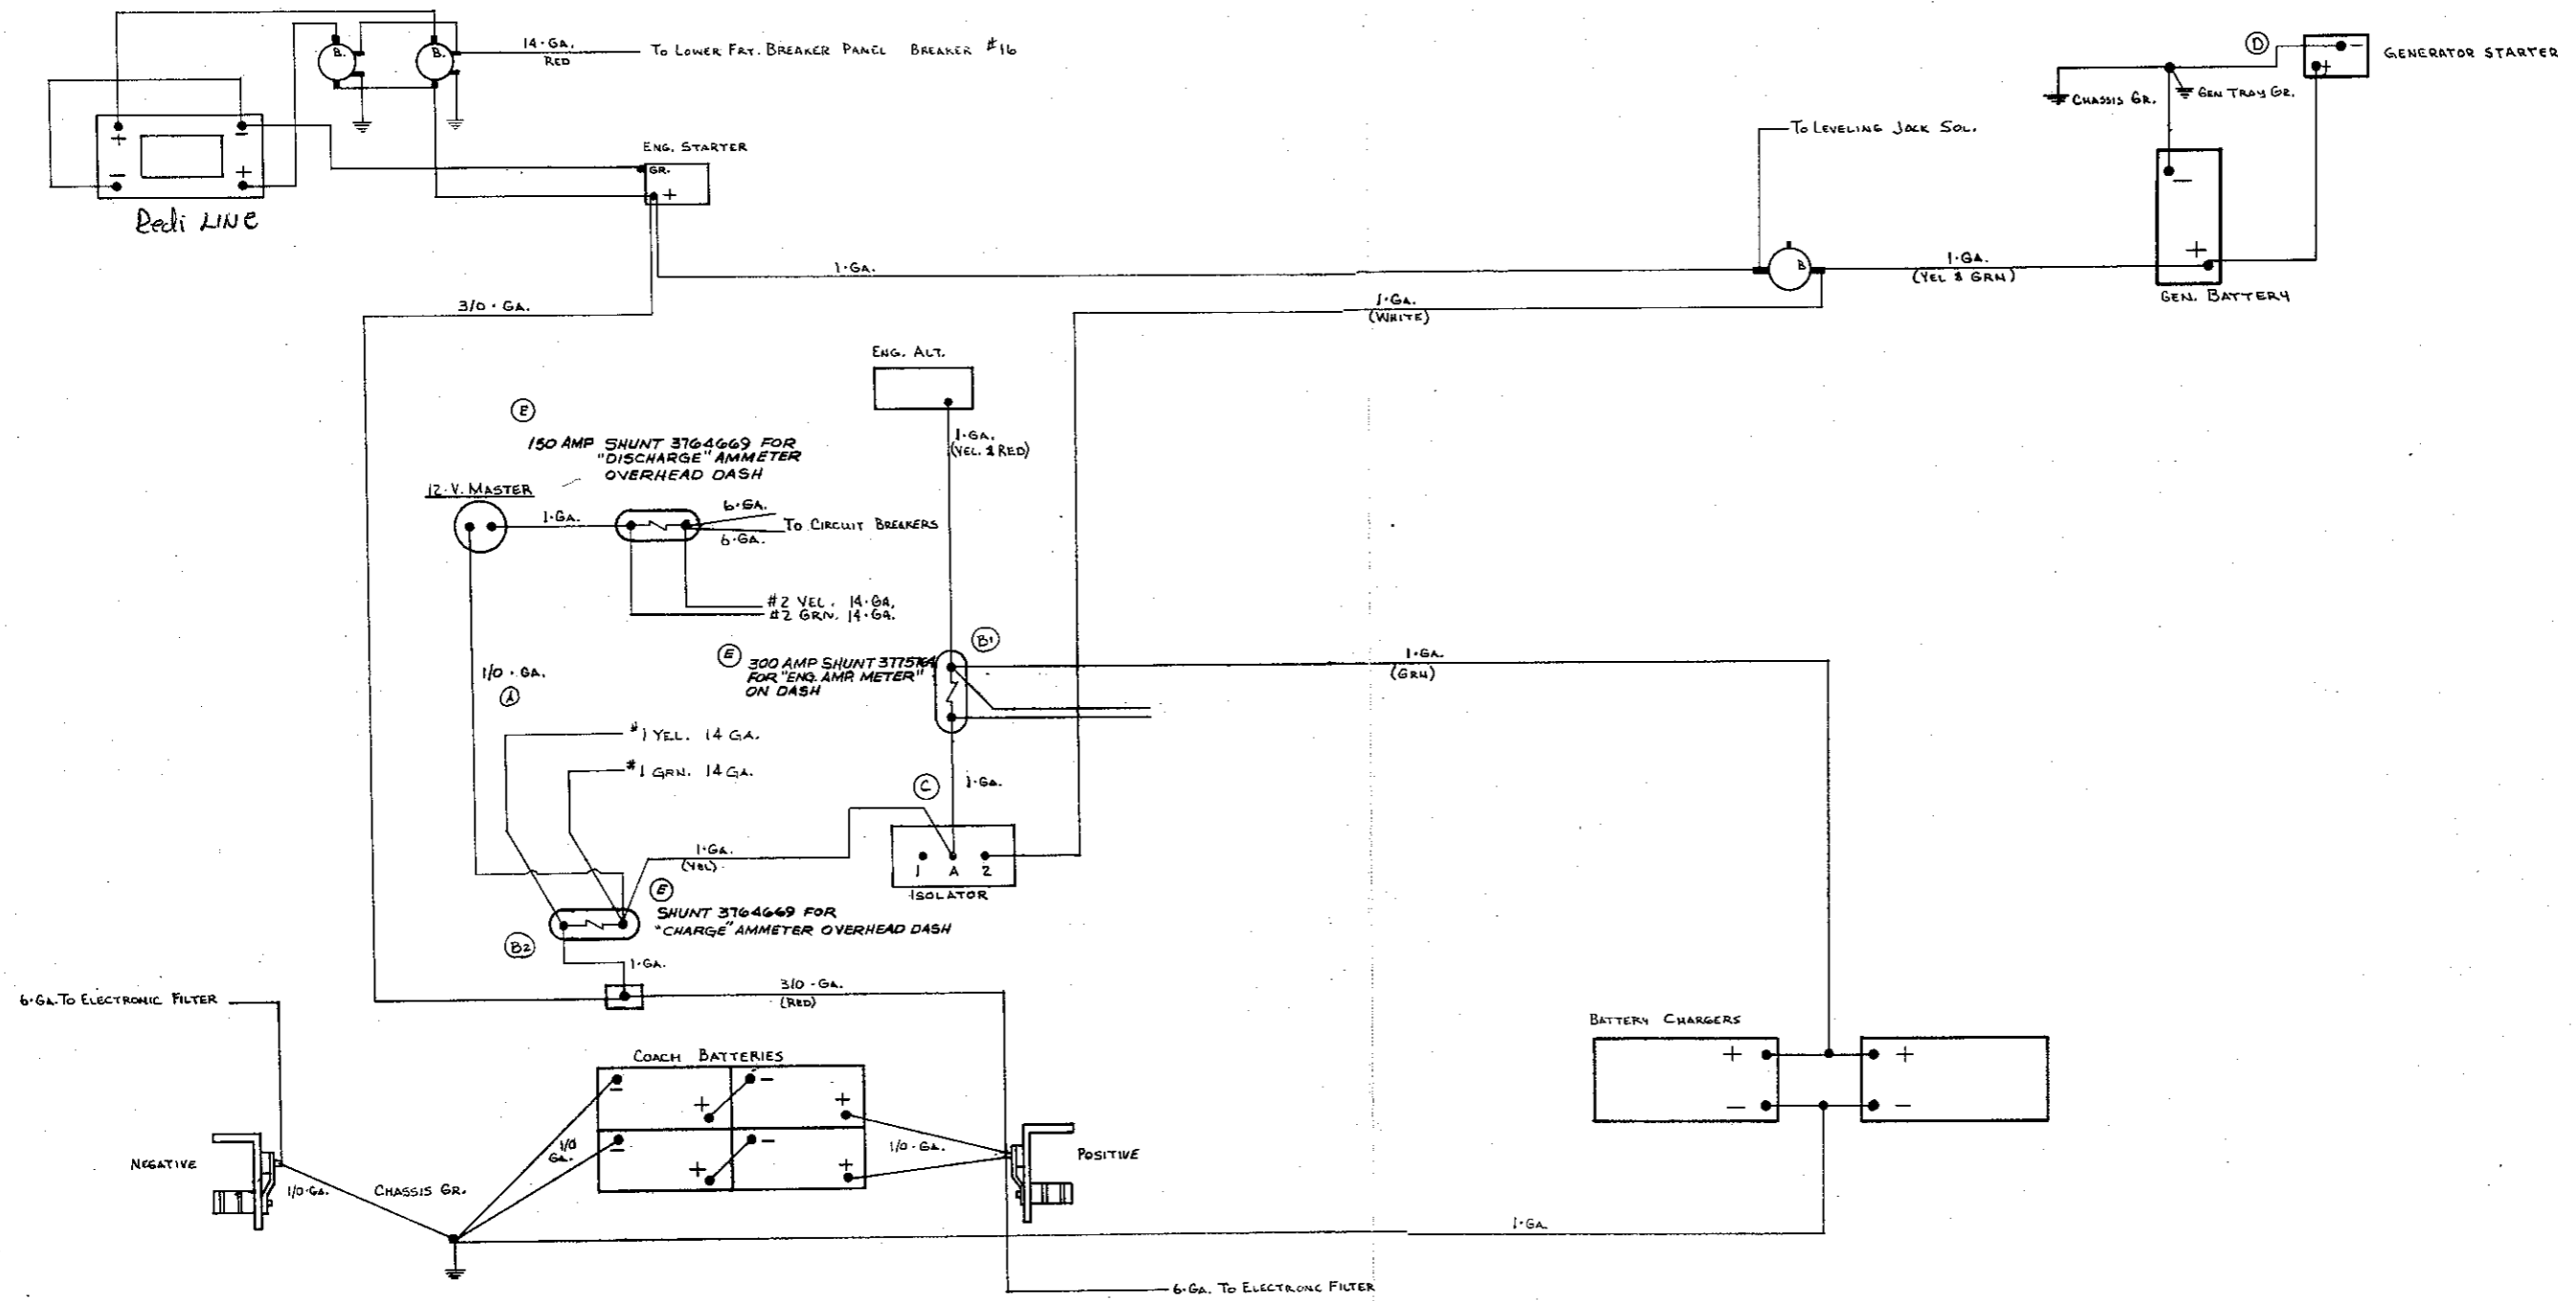 14·GA.
RED
TO LOWER FRT. BREAKER PANEL BREAKER #16
B.
B.
D
GENERATOR STARTER
CHASSIS GR.
GEN TRAY GR.
TO LEVELING JACK SOL.
ENG. STARTER
GR.
+
Redi LINE
+
−
−
+
−
+
−
+
1·GA.
B
1·GA.
(YEL & GRN)
GEN. BATTERY
3/0·GA.
1·GA.
(WHITE)
ENG. ALT.
1·GA.
(YEL. & RED)
E
150 AMP SHUNT 3764669 FOR
"DISCHARGE" AMMETER
OVERHEAD DASH
12·V. MASTER
1·GA.
6·GA.
TO CIRCUIT BREAKERS
6·GA.
#2 YEL. 14·GA.
#2 GRN. 14·GA.
B1
E
300 AMP SHUNT
FOR "ENG. AMP. METER"
ON DASH
1·GA.
(GRN)
1/0·GA.
A
#1 YEL. 14 GA.
#1 GRN. 14 GA.
C
1·GA.
1·GA.
(YEL)
1 A 2
ISOLATOR
E
SHUNT 3764669 FOR
"CHARGE" AMMETER OVERHEAD DASH
B2
1·GA.
3/0·GA.
(RED)
6·GA. TO ELECTRONIC FILTER
BATTERY CHARGERS
+ +
− −
COACH BATTERIES
− −
+ +
− −
+ +
1/0
GA.
1/0·GA.
NEGATIVE
POSITIVE
1/0·GA.
CHASSIS GR.
1·GA.
6·GA. TO ELECTRONC FILTER